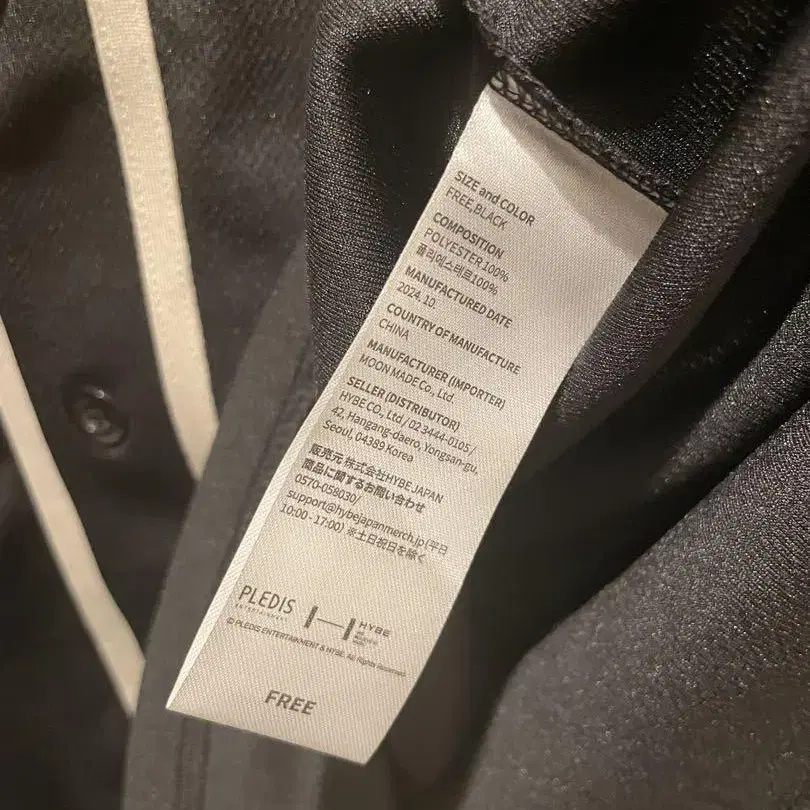 SIZE and COLOR
FREE,BLACK
COMPOSITION
POLYESTER 100%
폴리에스테르100%
MANUFACTURED DATE
2024.10.
COUNTRY OF MANUFACTURE
CHINA
MANUFACTURER (IMPORTER)
MOON MADE Co., Ltd
SELLER (DISTRIBUTOR)
HYBE CO., Ltd / 02 3444-0105 /
42, Hangang-daero, Yongsan-gu,
Seoul, 04389 Korea
販売元 株式会社HYBE JAPAN
商品に関するお問い合わせ
0570-058030/
support@hybejapanmerch.jp (平日
10:00 - 17:00) ※土日祝日を除く
PLEDIS
ENTERTAINMENT
HYBE
© PLEDIS ENTERTAINMENT & HYBE. All Rights Reserved.
FREE